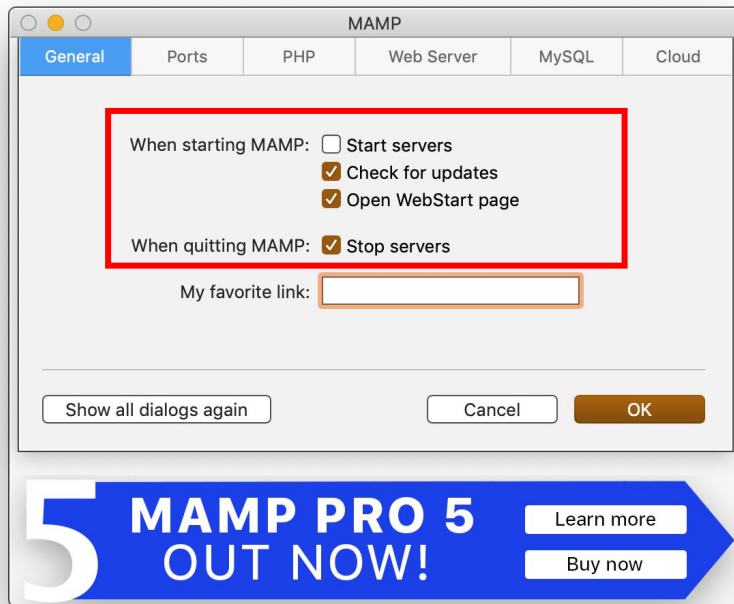 MAMP
General Ports PHP Web Server MySQL Cloud
When starting MAMP: Start servers
Check for updates
Open WebStart page
When quitting MAMP: Stop servers
My favorite link:
Show all dialogs again Cancel OK
5 MAMP PRO 5
OUT NOW!
Learn more
Buy now